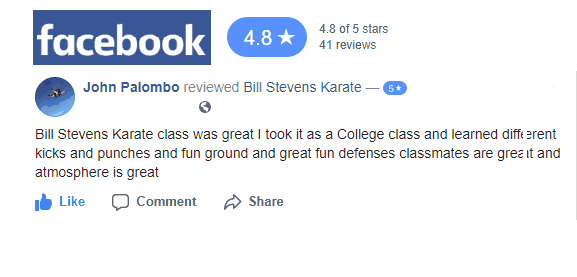 facebook
4.8 ★
4.8 of 5 stars
41 reviews
John Palombo reviewed Bill Stevens Karate — 5★
Bill Stevens Karate class was great I took it as a College class and learned different
kicks and punches and fun ground and great fun defenses classmates are great and
atmosphere is great
Like Comment Share